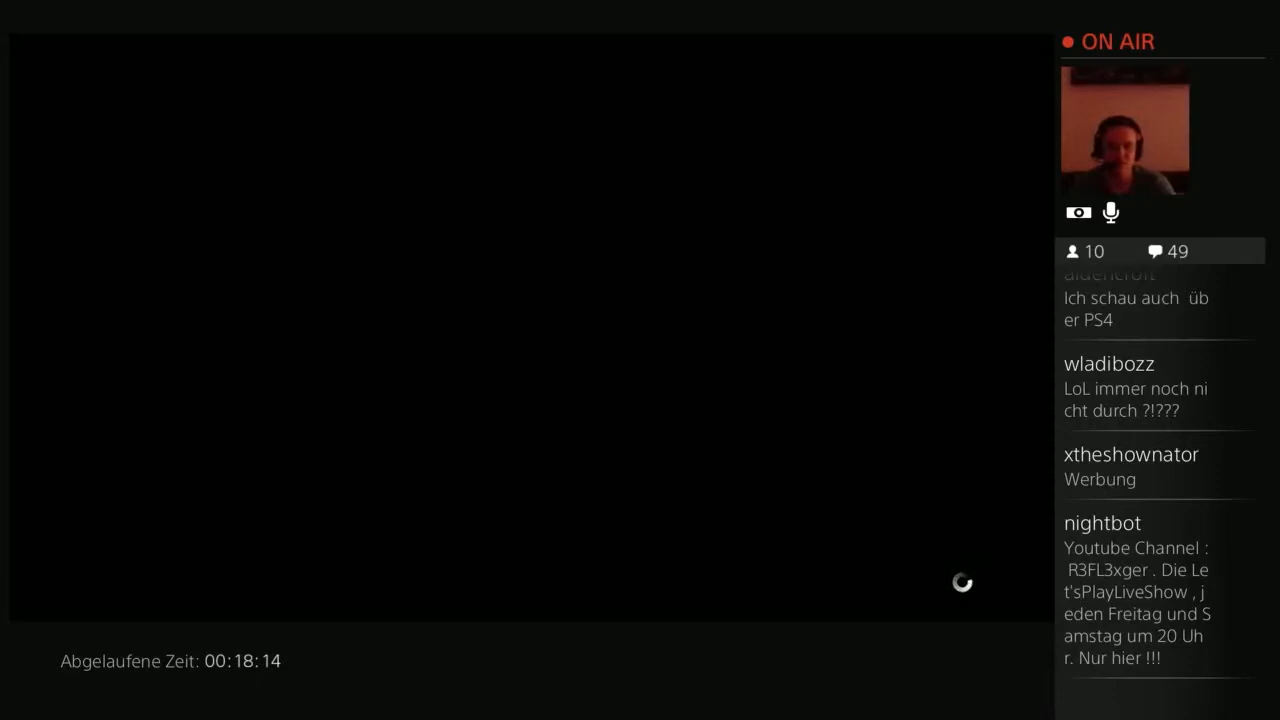 ON AIR
10 49
aidencroft
Ich schau auch üb
er PS4
wladibozz
LoL immer noch ni
cht durch ?!???
xtheshownator
Werbung
nightbot
Youtube Channel :
R3FL3xger . Die Le
t'sPlayLiveShow , j
eden Freitag und S
amstag um 20 Uh
r. Nur hier !!!
Abgelaufene Zeit: 00:18:14